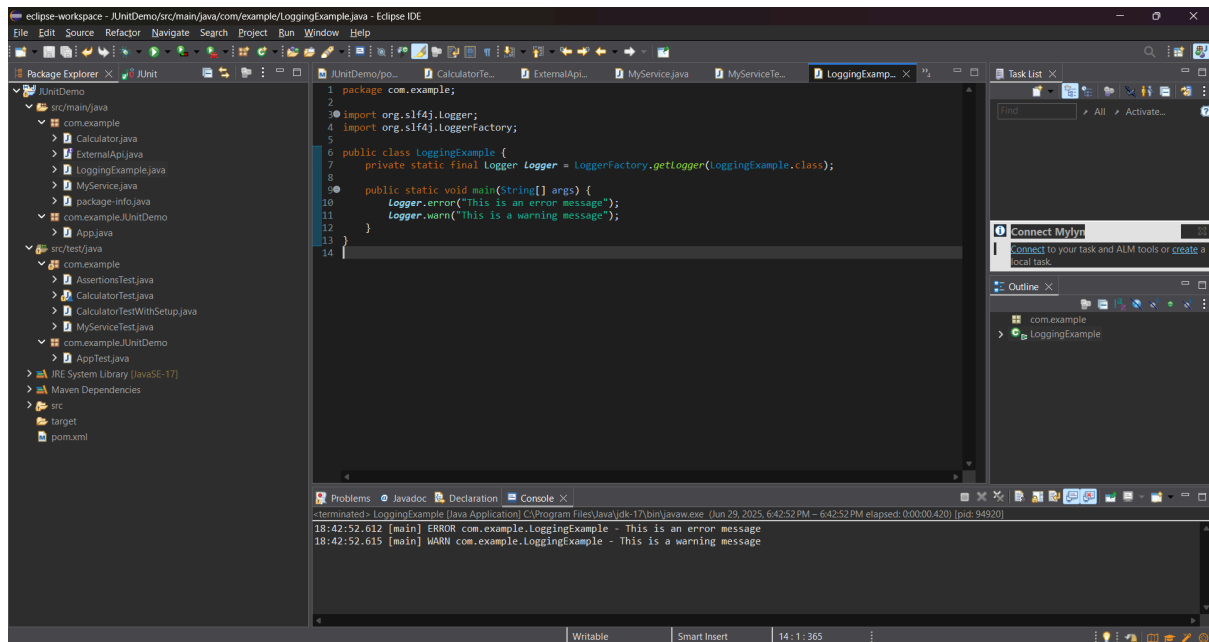 eclipse-workspace - JUnitDemo/src/main/java/com/example/LoggingExample.java - Eclipse IDE
File Edit Source Refactor Navigate Search Project Run Window Help
Package Explorer JUnit
JUnitDemo
src/main/java
com.example
Calculator.java
ExternalApi.java
LoggingExample.java
MyService.java
package-info.java
com.example.JUnitDemo
App.java
src/test/java
com.example
AssertionsTest.java
CalculatorTest.java
CalculatorTestWithSetup.java
MyServiceTest.java
com.example.JUnitDemo
AppTest.java
JRE System Library [JavaSE-17]
Maven Dependencies
src
target
pom.xml
JUnitDemo/po... CalculatorTe... ExternalApi.... MyService.java MyServiceTe... LoggingExamp...
1 package com.example;
2
3 import org.slf4j.Logger;
4 import org.slf4j.LoggerFactory;
5
6 public class LoggingExample {
7 private static final Logger Logger = LoggerFactory.getLogger(LoggingExample.class);
8
9 public static void main(String[] args) {
10 Logger.error("This is an error message");
11 Logger.warn("This is a warning message");
12 }
13 }
14
Task List
Find All Activate...
Connect Mylyn
Connect to your task and ALM tools or create a
local task.
Outline
com.example
LoggingExample
Problems Javadoc Declaration Console
<terminated> LoggingExample [Java Application] C:\Program Files\Java\jdk-17\bin\javaw.exe (Jun 29, 2025, 6:42:52 PM – 6:42:52 PM elapsed: 0:00:00.420) [pid: 94920]
18:42:52.612 [main] ERROR com.example.LoggingExample - This is an error message
18:42:52.615 [main] WARN com.example.LoggingExample - This is a warning message
Writable Smart Insert 14 : 1 : 365